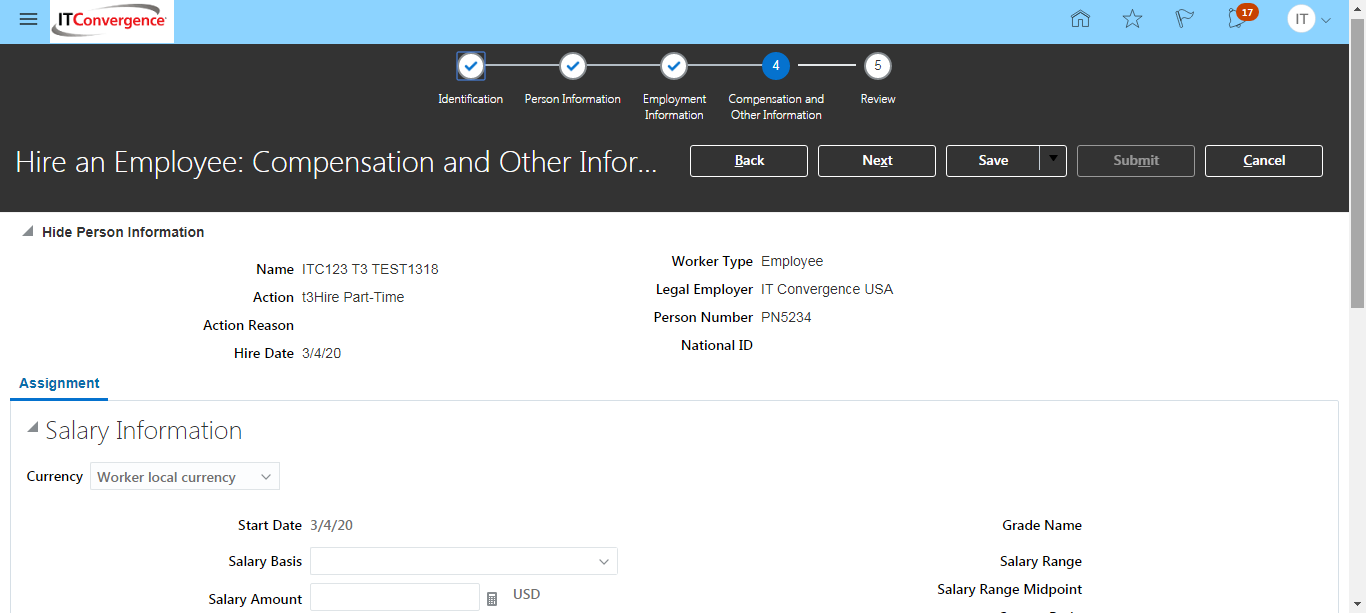 ITConvergence
17
IT
4
5
Identification
Person Information
Employment
Information
Compensation and
Other Information
Review
Hire an Employee: Compensation and Other Infor...
Back
Next
Save
Submit
Cancel
Hide Person Information
Name ITC123 T3 TEST1318
Action t3Hire Part-Time
Action Reason
Hire Date 3/4/20
Worker Type Employee
Legal Employer IT Convergence USA
Person Number PN5234
National ID
Assignment
Salary Information
Currency Worker local currency
Start Date 3/4/20
Salary Basis
Salary Amount USD
Grade Name
Salary Range
Salary Range Midpoint